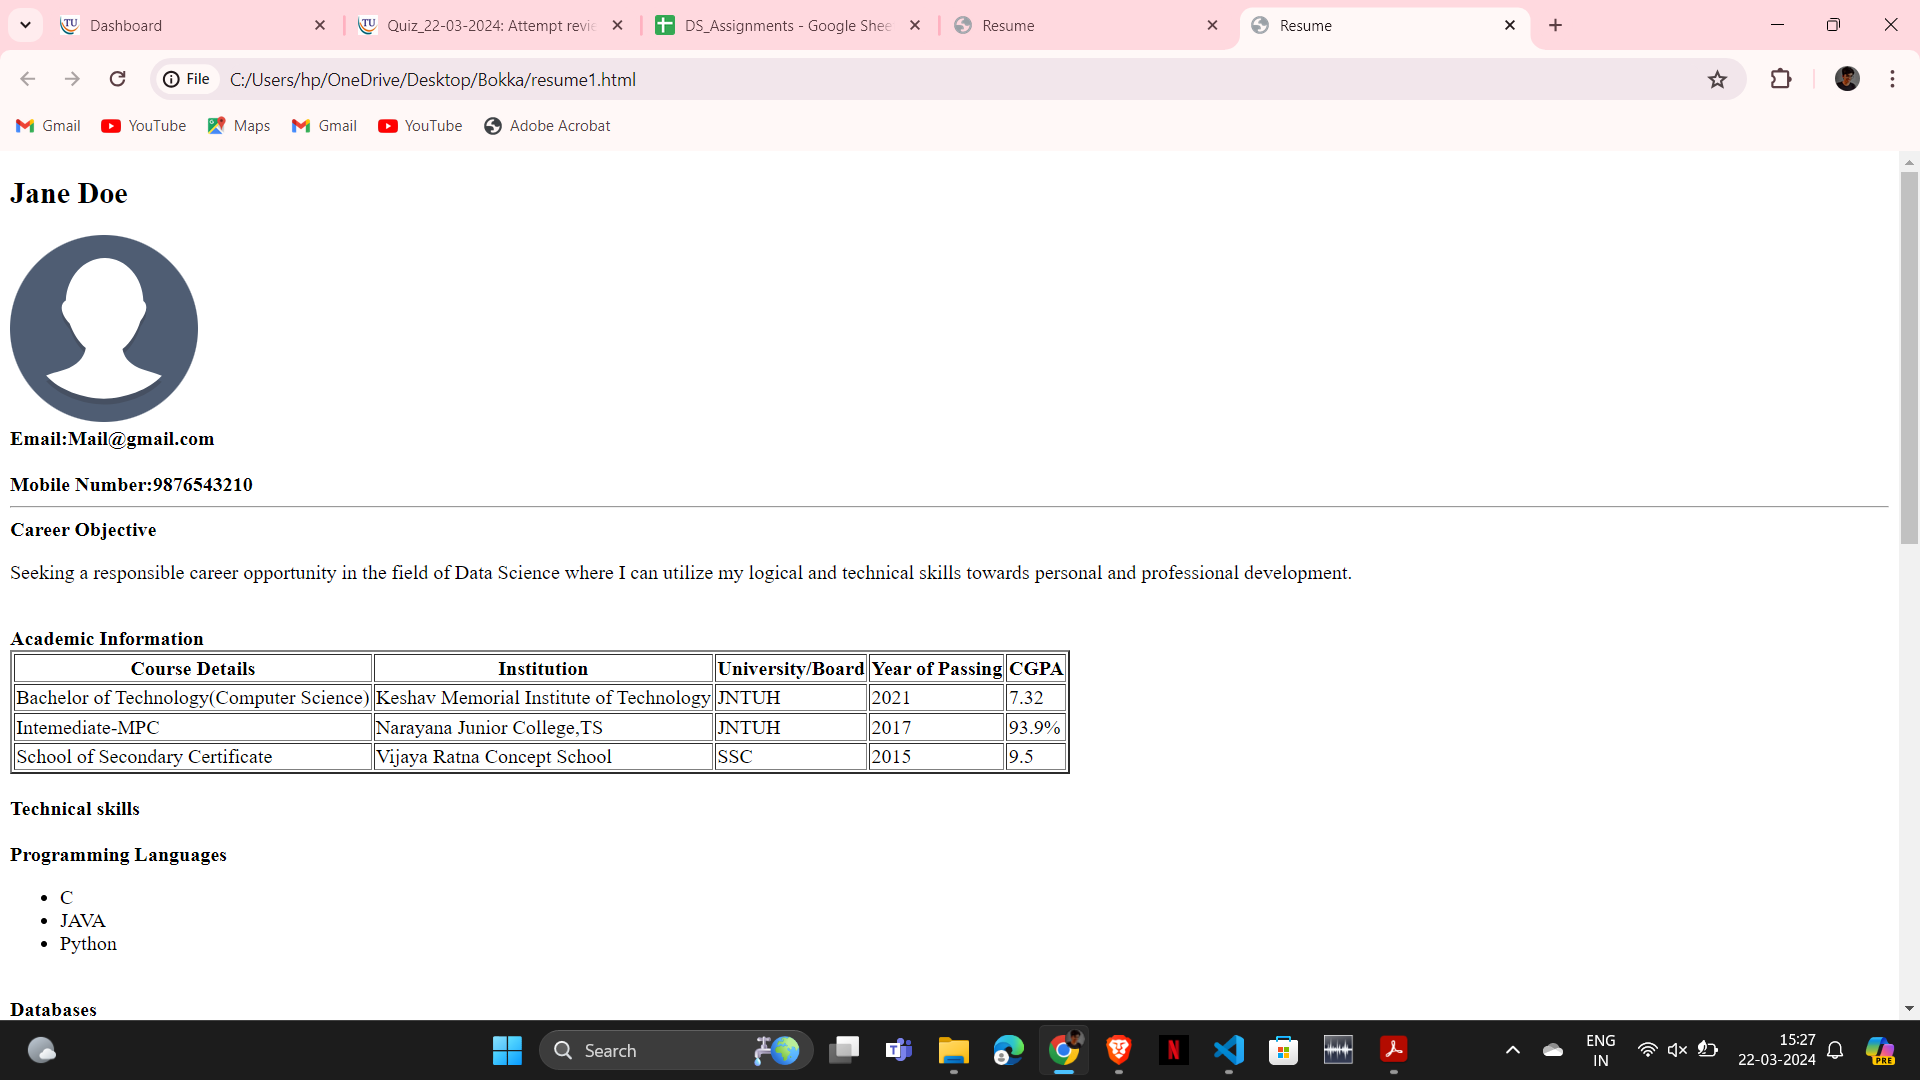 Dashboard
Quiz_22-03-2024: Attempt revie
DS_Assignments - Google Shee
Resume
Resume
File
C:/Users/hp/OneDrive/Desktop/Bokka/resume1.html
Gmail
YouTube
Maps
Gmail
YouTube
Adobe Acrobat
Jane Doe
Email:Mail@gmail.com
Mobile Number:9876543210
Career Objective
Seeking a responsible career opportunity in the field of Data Science where I can utilize my logical and technical skills towards personal and professional development.
Academic Information
Course Details Institution University/Board Year of Passing CGPA
Bachelor of Technology(Computer Science) Keshav Memorial Institute of Technology JNTUH 2021 7.32
Intemediate-MPC Narayana Junior College,TS JNTUH 2017 93.9%
School of Secondary Certificate Vijaya Ratna Concept School SSC 2015 9.5
Technical skills
Programming Languages
C
JAVA
Python
Databases
Search
ENG
IN
15:27
22-03-2024
PRE